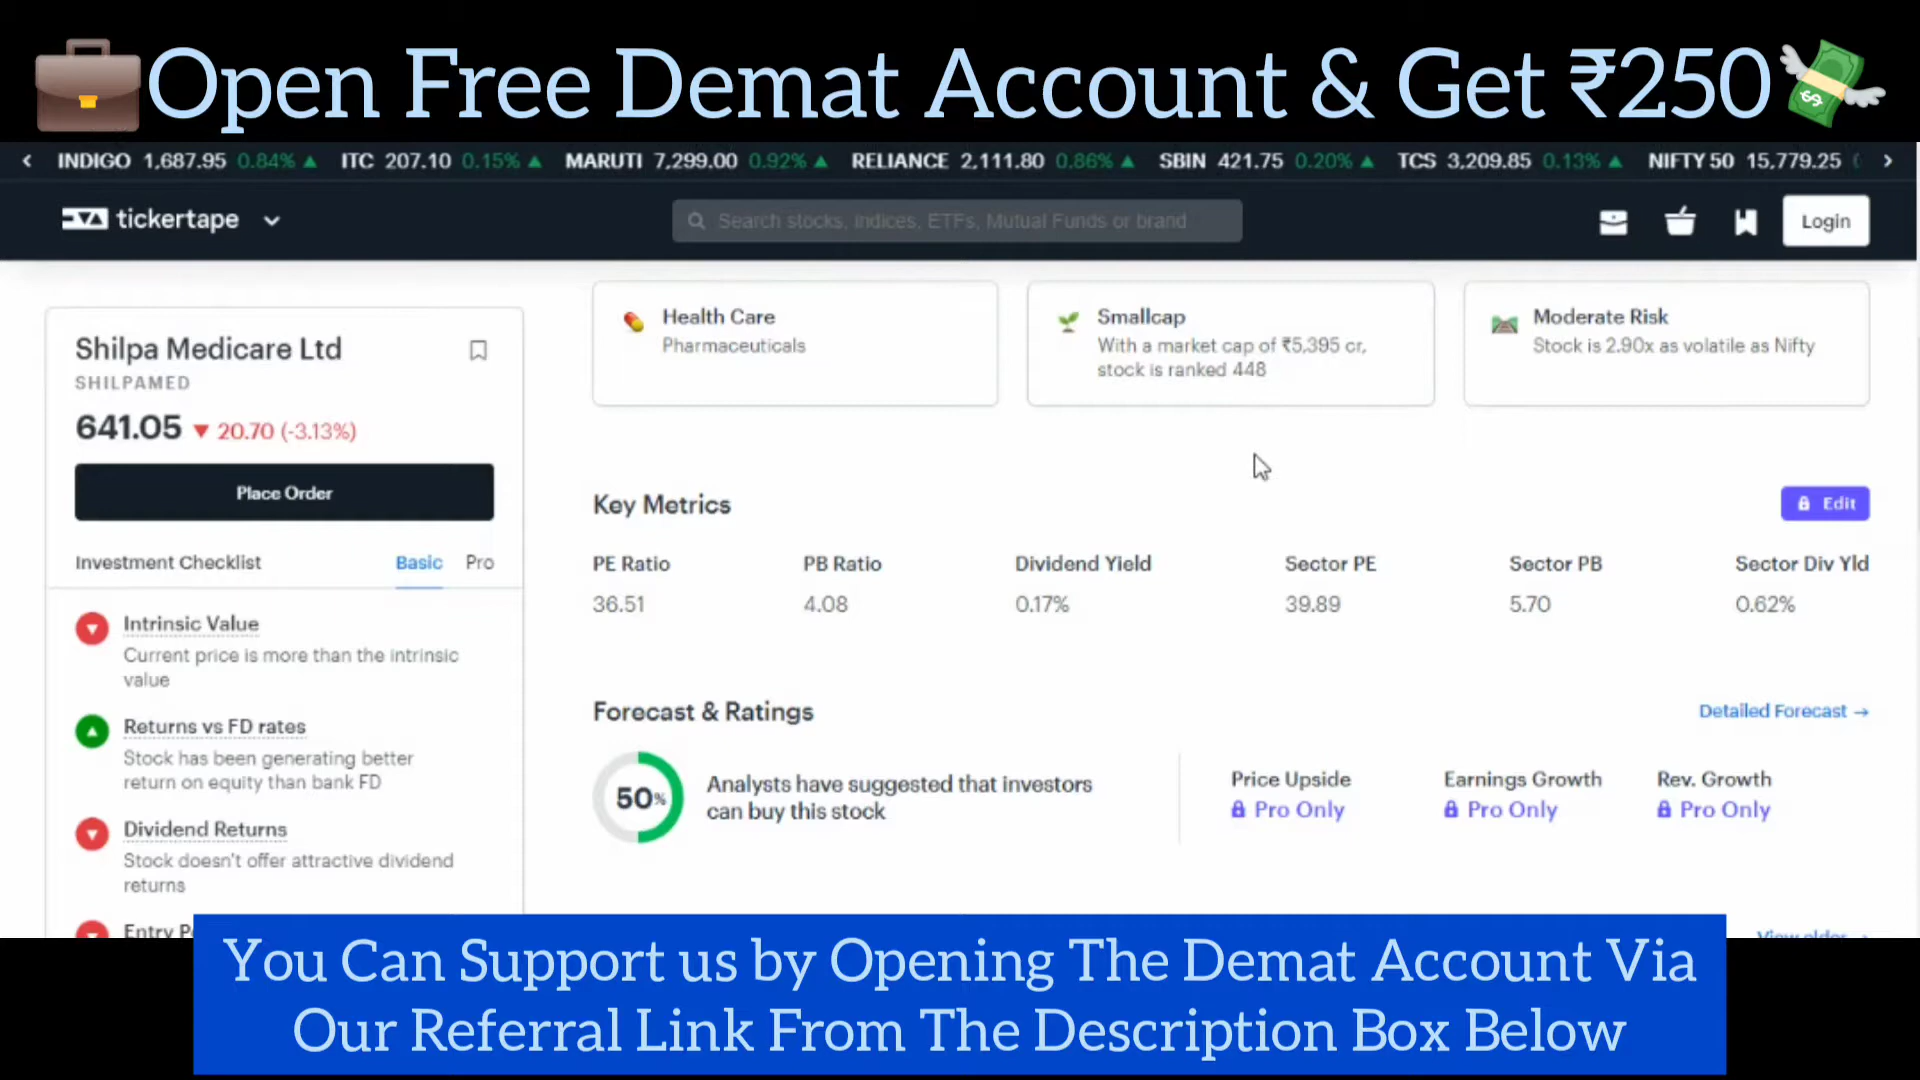 Open Free Demat Account & Get ₹250
INDIGO 1,687.95 0.84% ▲ ITC 207.10 0.15% ▲ MARUTI 7,299.00 0.92% ▲ RELIANCE 2,111.80 0.86% ▲ SBIN 421.75 0.20% ▲ TCS 3,209.85 0.13% ▲ NIFTY 50 15,779.25
tickertape
Search stocks, indices, ETFs, Mutual Funds or brand
Login
Shilpa Medicare Ltd
SHILPAMED
641.05 ▼ 20.70 (-3.13%)
Place Order
Investment Checklist Basic Pro
Intrinsic Value
Current price is more than the intrinsic
value
Returns vs FD rates
Stock has been generating better
return on equity than bank FD
Dividend Returns
Stock doesn't offer attractive dividend
returns
Entry
Health Care
Pharmaceuticals
Smallcap
With a market cap of ₹5,395 cr,
stock is ranked 448
Moderate Risk
Stock is 2.90x as volatile as Nifty
Key Metrics
Edit
PE Ratio PB Ratio Dividend Yield Sector PE Sector PB Sector Div Yld
36.51 4.08 0.17% 39.89 5.70 0.62%
Forecast & Ratings
Detailed Forecast →
50%
Analysts have suggested that investors
can buy this stock
Price Upside Earnings Growth Rev. Growth
Pro Only Pro Only Pro Only
You Can Support us by Opening The Demat Account Via
Our Referral Link From The Description Box Below